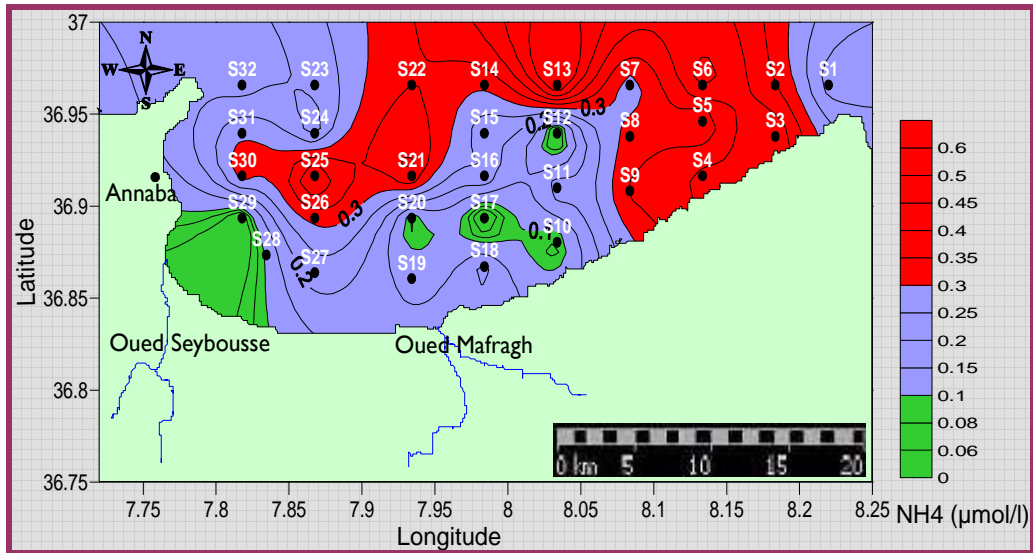 37
N
W E
S
S32 S23 S22 S14 S13 S7 S6 S2 S1
36.95
S31 S24 S15 0.2 S12 0.3 S8 S5 S3
S30 S25 S21 S16 S11 S9 S4
Annaba
36.9
S29 S26 0.3 S20 S17 0.1 S10
S28 S27 0.2 S19 S18
36.85
Oued Seybousse Oued Mafragh
36.8
36.75
0 km 5 10 15 20
7.75 7.8 7.85 7.9 7.95 8 8.05 8.1 8.15 8.2 8.25
Longitude
Latitude
0.6
0.5
0.45
0.4
0.35
0.3
0.25
0.2
0.15
0.1
0.08
0.06
0
NH4 (µmol/l)